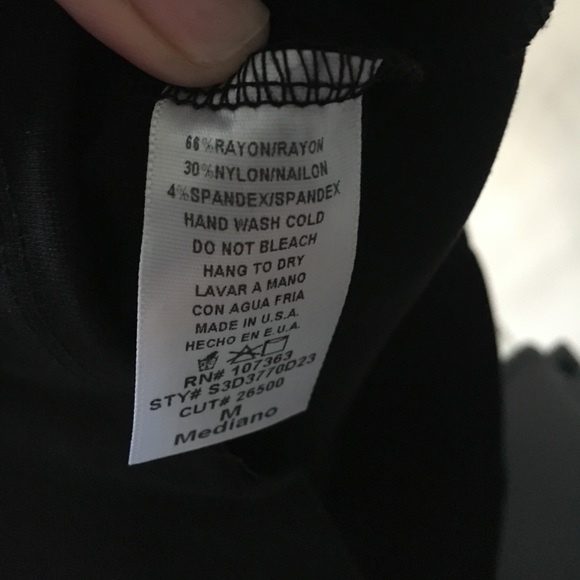 66%RAYON/RAYON
30%NYLON/NAILON
4%SPANDEX/SPANDEX
HAND WASH COLD
DO NOT BLEACH
HANG TO DRY
LAVAR A MANO
CON AGUA FRIA
MADE IN U.S.A.
HECHO EN E.U.A.
RN# 107363
STY# S3D3770D23
CUT# 26500
M
Mediano